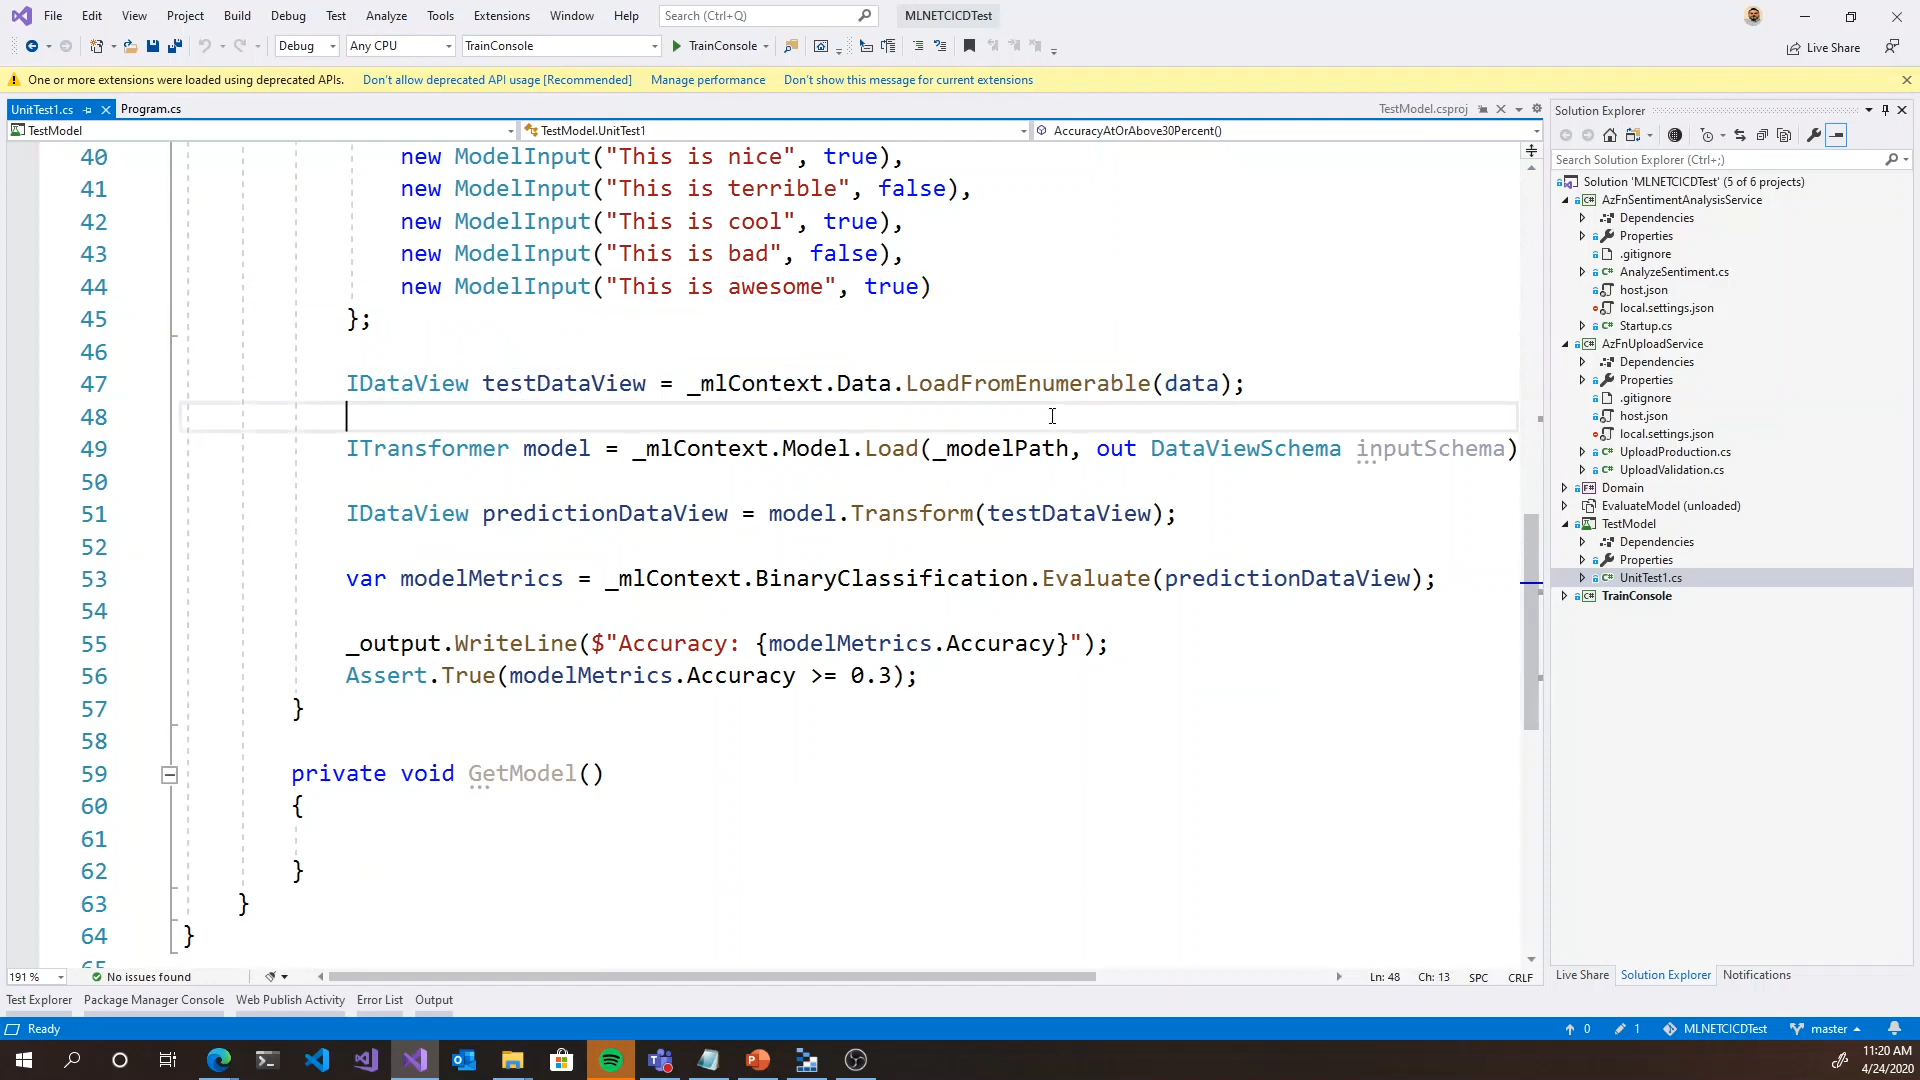 File Edit View Project Build Debug Test Analyze Tools Extensions Window Help Search (Ctrl+Q) MLNETCICDTest
Debug Any CPU TrainConsole TrainConsole Live Share
One or more extensions were loaded using deprecated APIs. Don't allow deprecated API usage [Recommended] Manage performance Don't show this message for current extensions
UnitTest1.cs Program.cs TestModel.csproj
TestModel TestModel.UnitTest1 AccuracyAtOrAbove30Percent()
40 new ModelInput("This is nice", true),
41 new ModelInput("This is terrible", false),
42 new ModelInput("This is cool", true),
43 new ModelInput("This is bad", false),
44 new ModelInput("This is awesome", true)
45 };
46
47 IDataView testDataView = _mlContext.Data.LoadFromEnumerable(data);
48
49 ITransformer model = _mlContext.Model.Load(_modelPath, out DataViewSchema inputSchema)
50
51 IDataView predictionDataView = model.Transform(testDataView);
52
53 var modelMetrics = _mlContext.BinaryClassification.Evaluate(predictionDataView);
54
55 _output.WriteLine($"Accuracy: {modelMetrics.Accuracy}");
56 Assert.True(modelMetrics.Accuracy >= 0.3);
57 }
58
59 private void GetModel()
60 {
61
62 }
63 }
64 }
65
191 % No issues found Ln: 48 Ch: 13 SPC CRLF
Test Explorer Package Manager Console Web Publish Activity Error List Output
Solution Explorer
Search Solution Explorer (Ctrl+;)
Solution 'MLNETCICDTest' (5 of 6 projects)
C# AzFnSentimentAnalysisService
Dependencies
Properties
.gitignore
C# AnalyzeSentiment.cs
host.json
local.settings.json
C# Startup.cs
C# AzFnUploadService
Dependencies
Properties
.gitignore
host.json
local.settings.json
C# UploadProduction.cs
C# UploadValidation.cs
F# Domain
EvaluateModel (unloaded)
TestModel
Dependencies
Properties
C# UnitTest1.cs
C# TrainConsole
Live Share Solution Explorer Notifications
Ready 0 1 MLNETCICDTest master
11:20 AM
4/24/2020